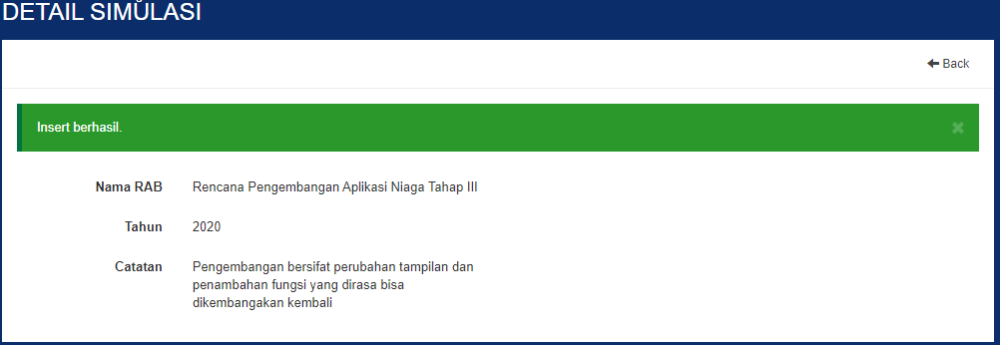 DETAIL SIMULASI
Back
Insert berhasil.
Nama RAB Rencana Pengembangan Aplikasi Niaga Tahap III
Tahun 2020
Catatan Pengembangan bersifat perubahan tampilan dan
penambahan fungsi yang dirasa bisa
dikembangakan kembali